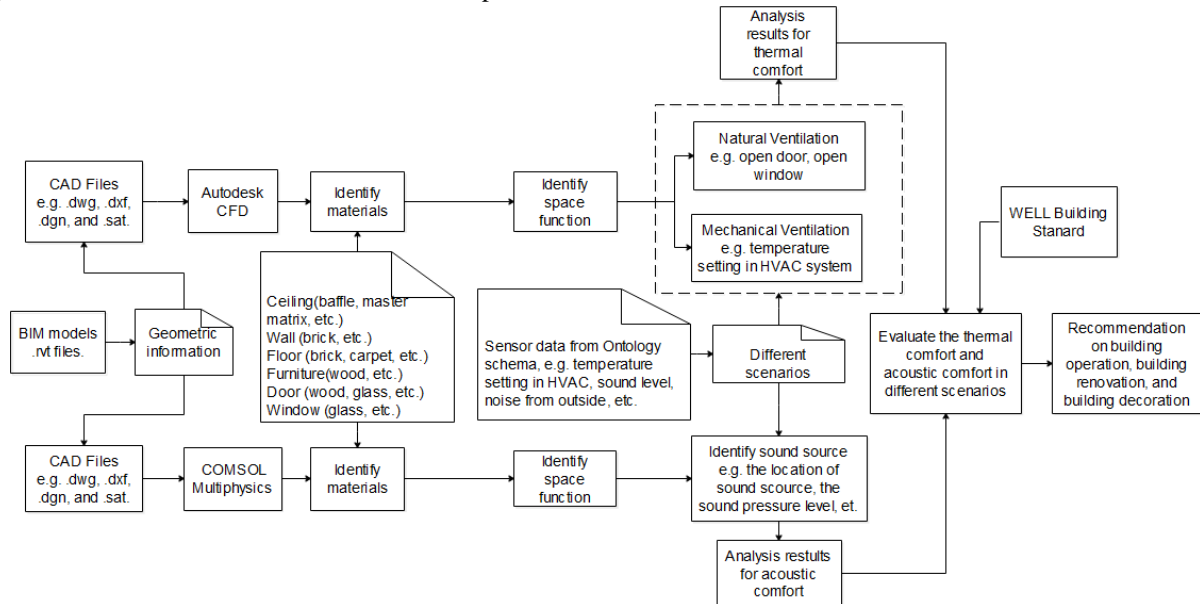 Analysis
results for
thermal
comfort
Natural Ventilation
e.g. open door, open
window
CAD Files
e.g. .dwg, .dxf,
.dgn, and .sat.
Autodesk
CFD
Identify
materials
Identify
space
function
WELL Building
Stanard
Mechanical Ventilation
e.g. temperature
setting in HVAC system
Ceiling(baffle, master
matrix, etc.)
Wall (brick, etc.)
Floor (brick, carpet, etc.)
Furniture(wood, etc.)
Door (wood, glass, etc.)
Window (glass, etc.)
Sensor data from Ontology
schema, e.g. temperature
setting in HVAC, sound level,
noise from outside, etc.
BIM models
.rvt files.
Geometric
information
Different
scenarios
Evaluate the thermal
comfort and
acoustic comfort in
different scenarios
Recommendation
on building
operation, building
renovation, and
building decoration
CAD Files
e.g. .dwg, .dxf,
.dgn, and .sat.
COMSOL
Multiphysics
Identify
materials
Identify
space
function
Identify sound source
e.g. the location of
sound scource, the
sound pressure level, et.
Analysis restults
for acoustic
comfort